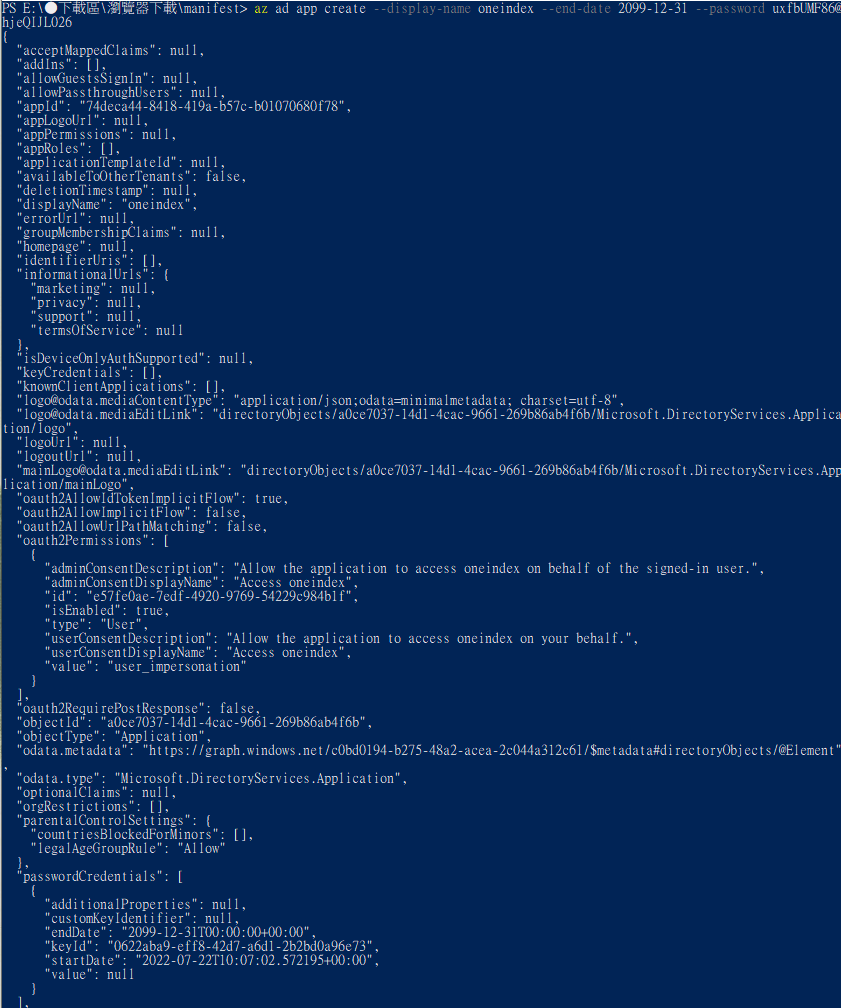 PS E:\●下載區\瀏覽器下載\manifest> az ad app create --display-name oneindex --end-date 2099-12-31 --password uxfbUMF86@
hjeQIJL026
{
  "acceptMappedClaims": null,
  "addIns": [],
  "allowGuestsSignIn": null,
  "allowPassthroughUsers": null,
  "appId": "74deca44-8418-419a-b57c-b01070680f78",
  "appLogoUrl": null,
  "appPermissions": null,
  "appRoles": [],
  "applicationTemplateId": null,
  "availableToOtherTenants": false,
  "deletionTimestamp": null,
  "displayName": "oneindex",
  "errorUrl": null,
  "groupMembershipClaims": null,
  "homepage": null,
  "identifierUris": [],
  "informationalUrls": {
    "marketing": null,
    "privacy": null,
    "support": null,
    "termsOfService": null
  },
  "isDeviceOnlyAuthSupported": null,
  "keyCredentials": [],
  "knownClientApplications": [],
  "logo@odata.mediaContentType": "application/json;odata=minimalmetadata; charset=utf-8",
  "logo@odata.mediaEditLink": "directoryObjects/a0ce7037-14d1-4cac-9661-269b86ab4f6b/Microsoft.DirectoryServices.Applica
tion/logo",
  "logoUrl": null,
  "logoutUrl": null,
  "mainLogo@odata.mediaEditLink": "directoryObjects/a0ce7037-14d1-4cac-9661-269b86ab4f6b/Microsoft.DirectoryServices.App
lication/mainLogo",
  "oauth2AllowIdTokenImplicitFlow": true,
  "oauth2AllowImplicitFlow": false,
  "oauth2AllowUrlPathMatching": false,
  "oauth2Permissions": [
    {
      "adminConsentDescription": "Allow the application to access oneindex on behalf of the signed-in user.",
      "adminConsentDisplayName": "Access oneindex",
      "id": "e57fe0ae-7edf-4920-9769-54229c984b1f",
      "isEnabled": true,
      "type": "User",
      "userConsentDescription": "Allow the application to access oneindex on your behalf.",
      "userConsentDisplayName": "Access oneindex",
      "value": "user_impersonation"
    }
  ],
  "oauth2RequirePostResponse": false,
  "objectId": "a0ce7037-14d1-4cac-9661-269b86ab4f6b",
  "objectType": "Application",
  "odata.metadata": "https://graph.windows.net/c0bd0194-b275-48a2-acea-2c044a312c61/$metadata#directoryObjects/@Element"
,
  "odata.type": "Microsoft.DirectoryServices.Application",
  "optionalClaims": null,
  "orgRestrictions": [],
  "parentalControlSettings": {
    "countriesBlockedForMinors": [],
    "legalAgeGroupRule": "Allow"
  },
  "passwordCredentials": [
    {
      "additionalProperties": null,
      "customKeyIdentifier": null,
      "endDate": "2099-12-31T00:00:00+00:00",
      "keyId": "0622aba9-eff8-42d7-a6d1-2b2bd0a96e73",
      "startDate": "2022-07-22T10:07:02.572195+00:00",
      "value": null
    }
  ],